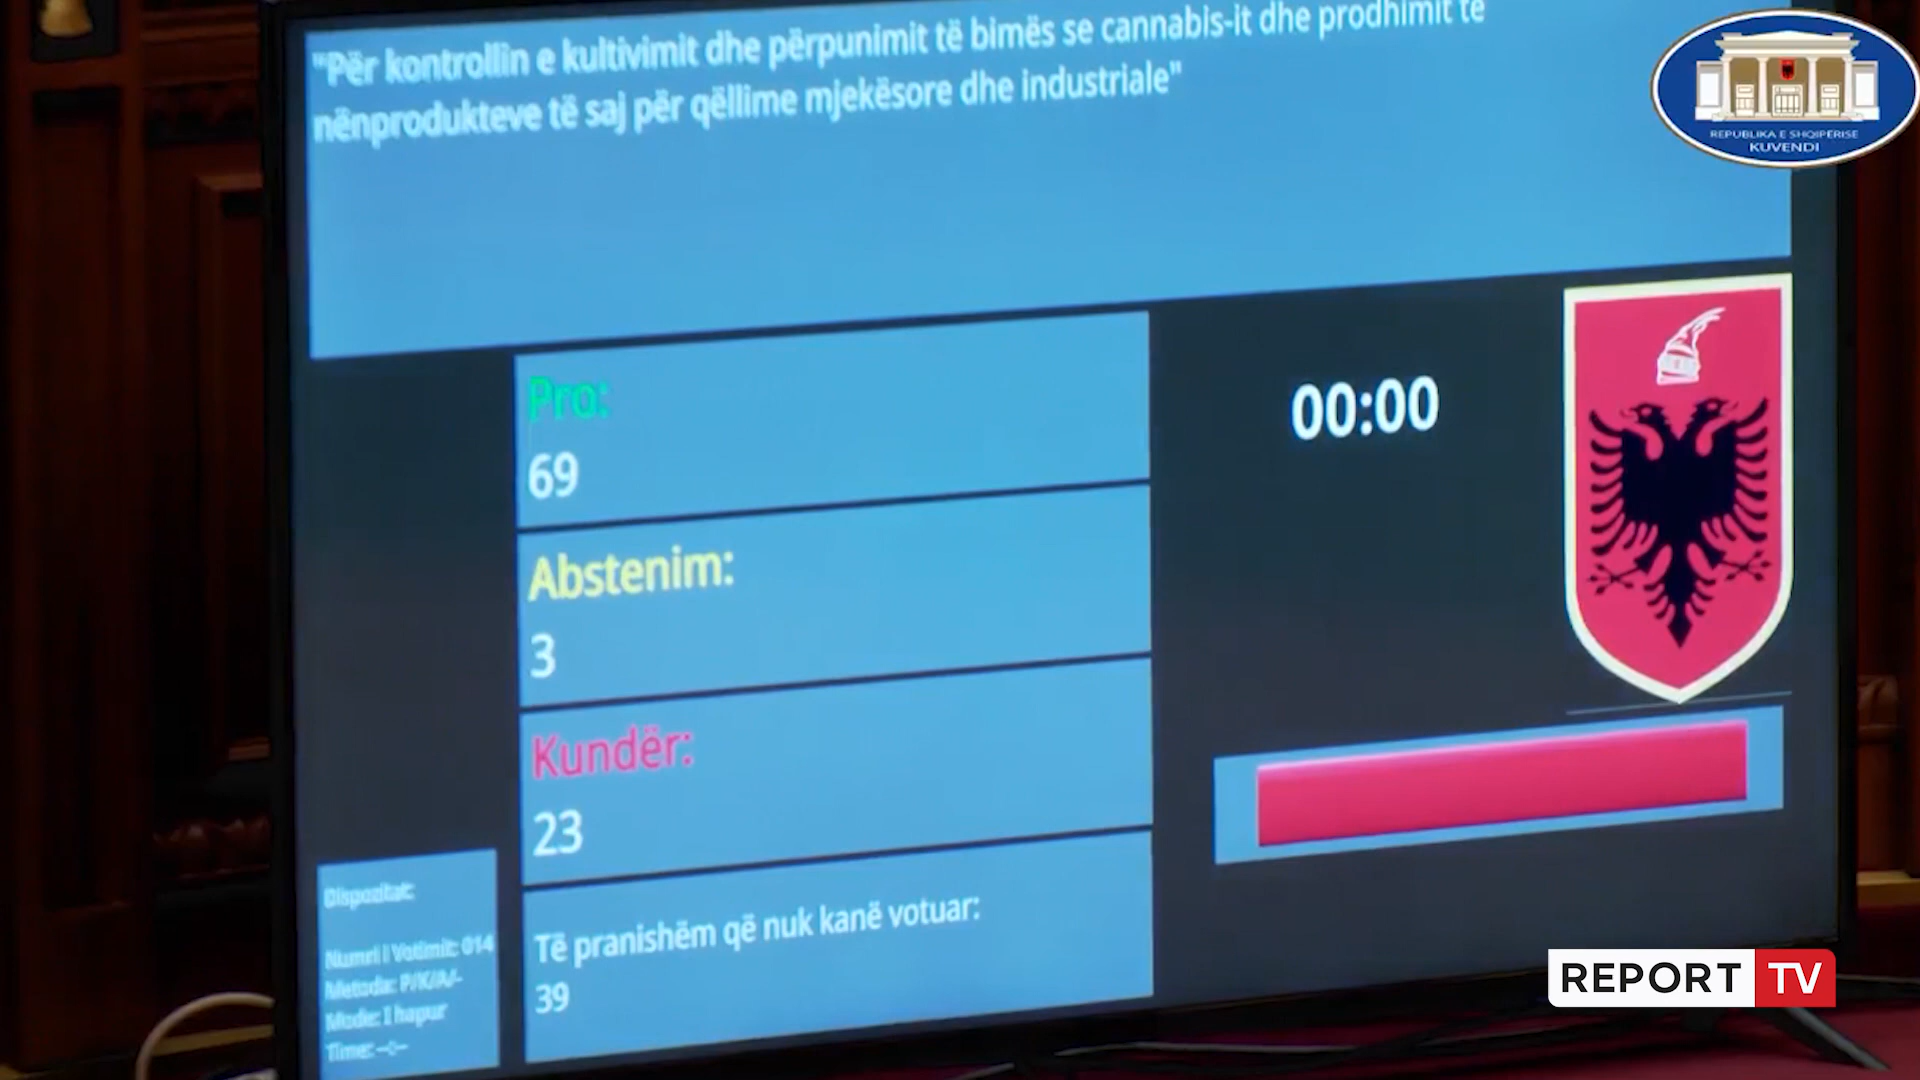 "Për kontrollin e kultivimit dhe përpunimit të bimës se cannabis-it dhe prodhimit të
nënprodukteve të saj për qëllime mjekësore dhe industriale"
REPUBLIKA E SHQIPËRISË
KUVENDI
Pro:
69
00:00
Abstenim:
3
Kundër:
23
Të pranishëm që nuk kanë votuar:
39
Dispozitat:
Numri i Votimit: 014
Metoda: P/K/A/-
Mode: I hapur
Time: --:--
REPORT TV